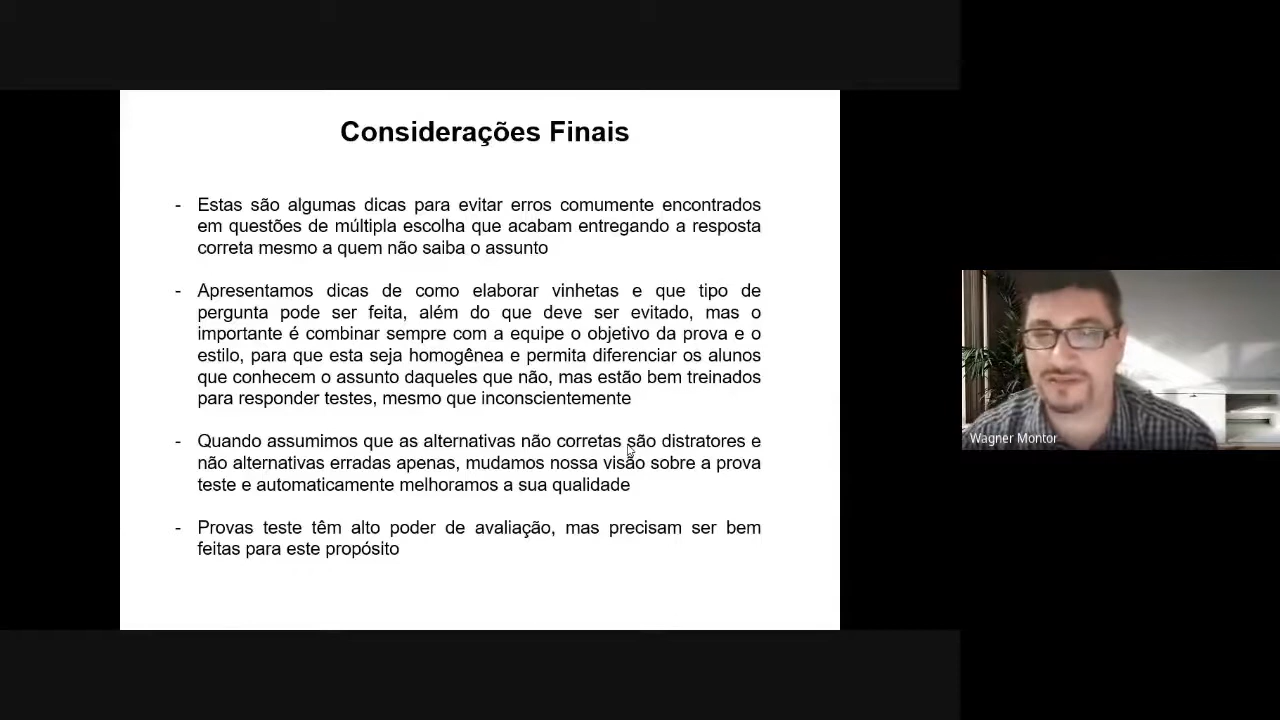 Considerações Finais
- Estas são algumas dicas para evitar erros comumente encontrados
em questões de múltipla escolha que acabam entregando a resposta
correta mesmo a quem não saiba o assunto
- Apresentamos dicas de como elaborar vinhetas e que tipo de
pergunta pode ser feita, além do que deve ser evitado, mas o
importante é combinar sempre com a equipe o objetivo da prova e o
estilo, para que esta seja homogênea e permita diferenciar os alunos
que conhecem o assunto daqueles que não, mas estão bem treinados
para responder testes, mesmo que inconscientemente
- Quando assumimos que as alternativas não corretas são distratores e
não alternativas erradas apenas, mudamos nossa visão sobre a prova
teste e automaticamente melhoramos a sua qualidade
- Provas teste têm alto poder de avaliação, mas precisam ser bem
feitas para este propósito
Wagner Montor